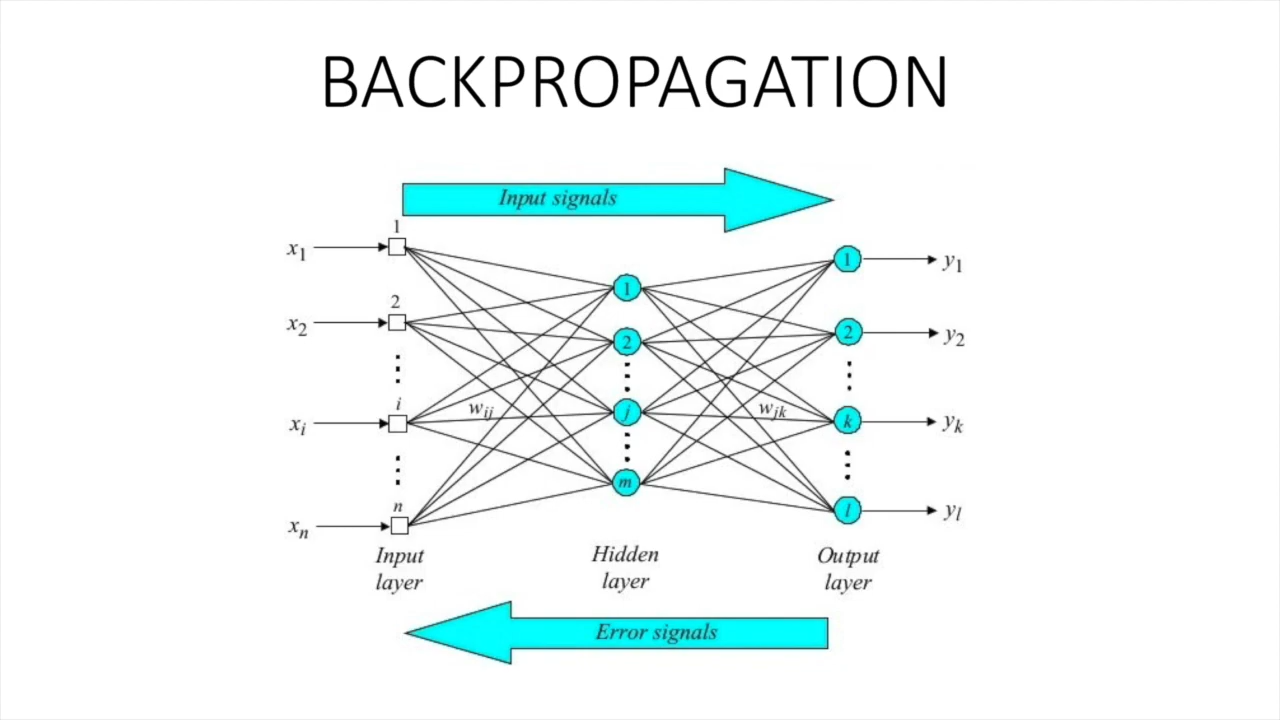 BACKPROPAGATION
Input signals
1
x1
1
y1
1
2
x2
2
2
y2
i
xi
wij
j
wjk
k
yk
m
n
xn
l
yl
Input layer
Hidden layer
Output layer
Error signals